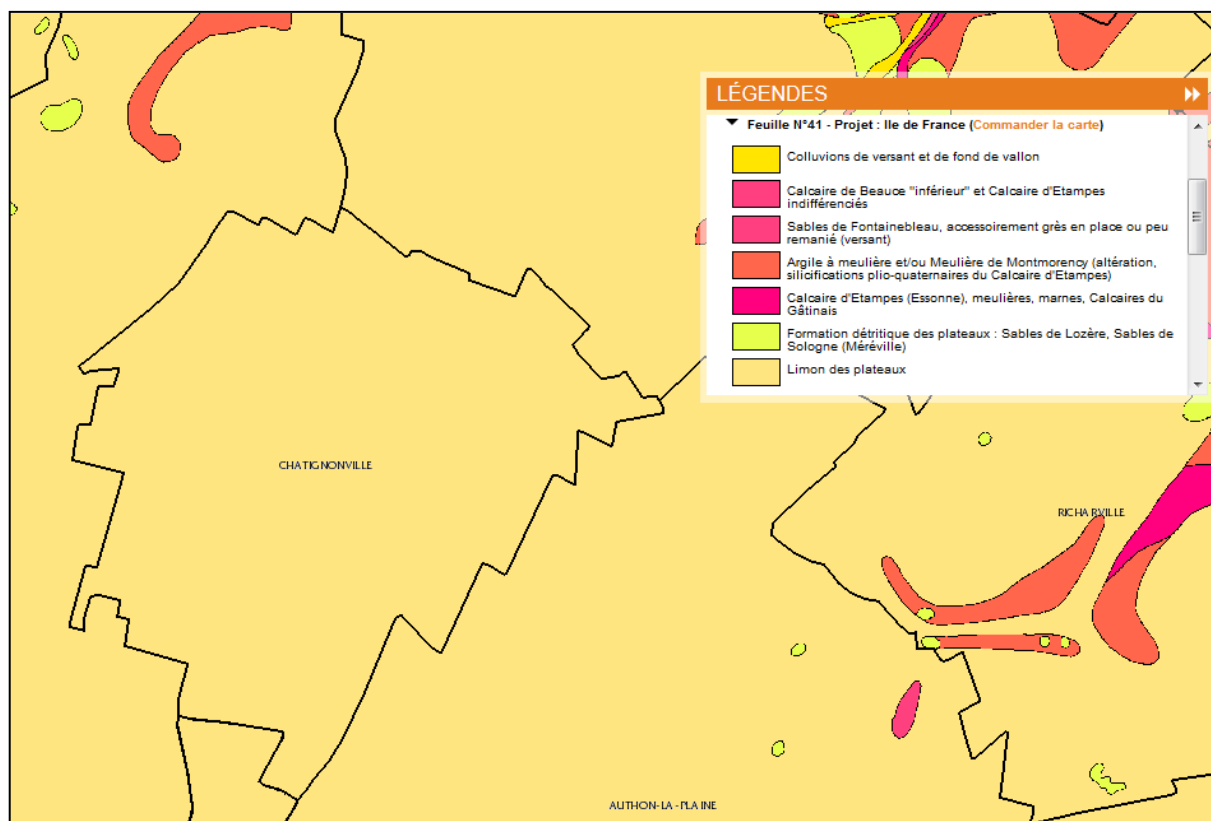 LÉGENDES
Feuille N°41 - Projet : Ile de France (Commander la carte)
Colluvions de versant et de fond de vallon
Calcaire de Beauce "inférieur" et Calcaire d'Etampes
indifférenciés
Sables de Fontainebleau, accessoirement grès en place ou peu
remanié (versant)
Argile à meulière et/ou Meulière de Montmorency (altération,
silicifications plio-quaternaires du Calcaire d'Etampes)
Calcaire d'Etampes (Essonne), meulières, marnes, Calcaires du
Gâtinais
Formation détritique des plateaux : Sables de Lozère, Sables de
Sologne (Méréville)
Limon des plateaux
CHATIGNONVILLE
RICHARVILLE
AUTHON-LA-PLAINE